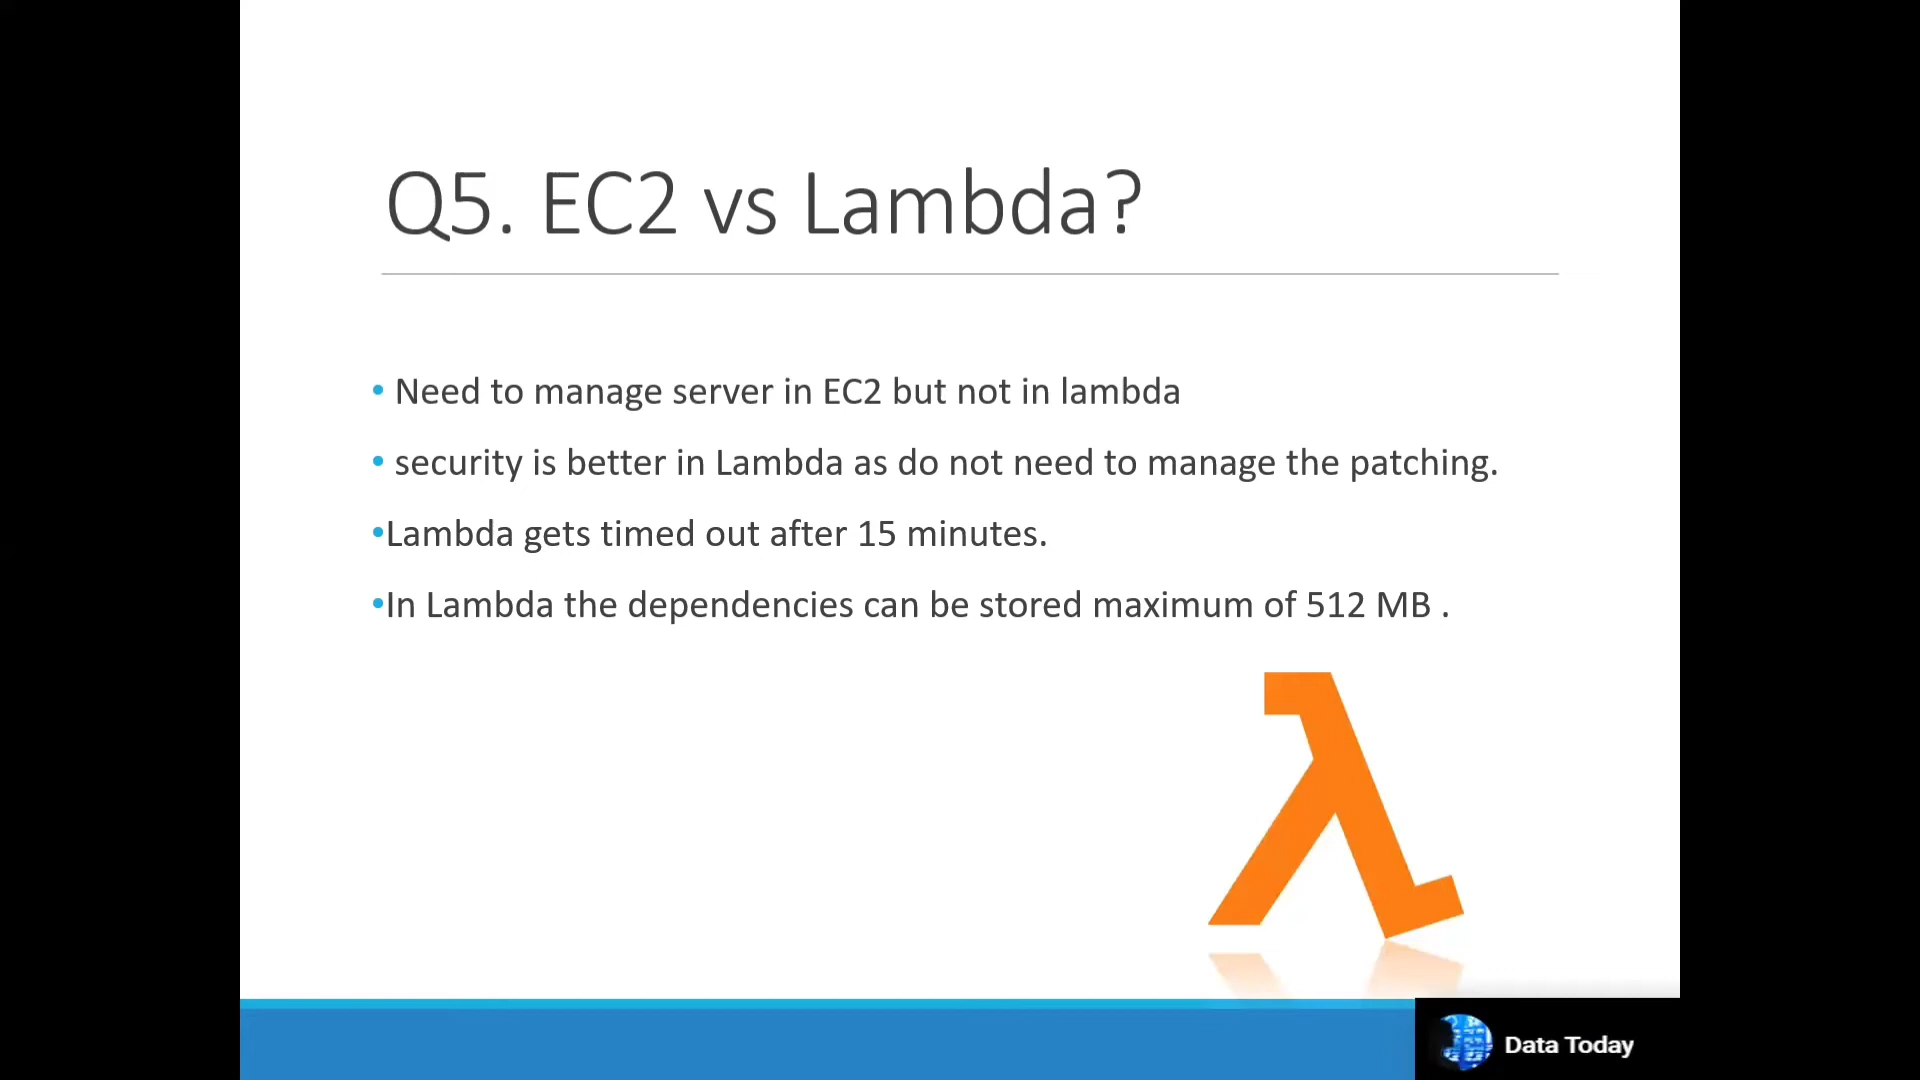 Q5. EC2 vs Lambda?
• Need to manage server in EC2 but not in lambda
• security is better in Lambda as do not need to manage the patching.
•Lambda gets timed out after 15 minutes.
•In Lambda the dependencies can be stored maximum of 512 MB .
Data Today